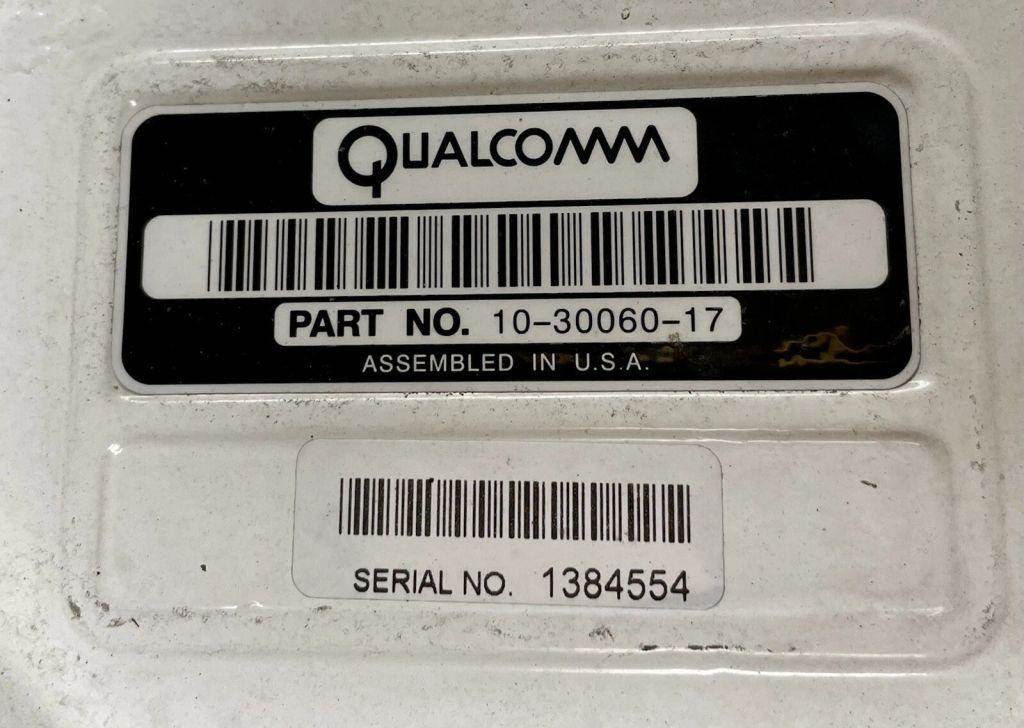 QUALCOMM
PART NO. 10-30060-17
ASSEMBLED IN U.S.A.
SERIAL NO. 1384554